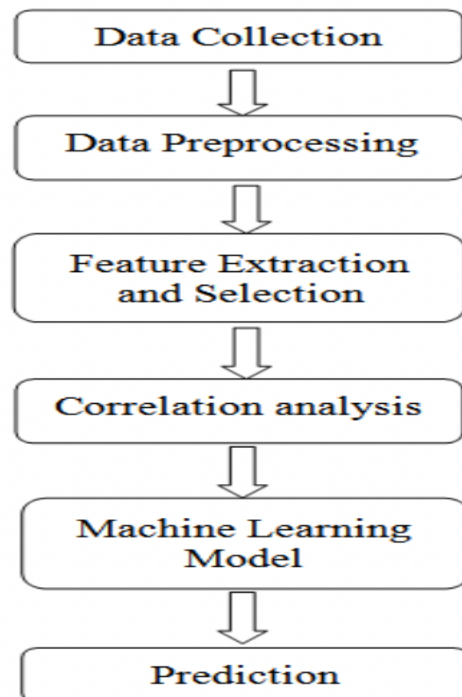 Data Collection
Data Preprocessing
Feature Extraction
and Selection
Correlation analysis
Machine Learning
Model
Prediction